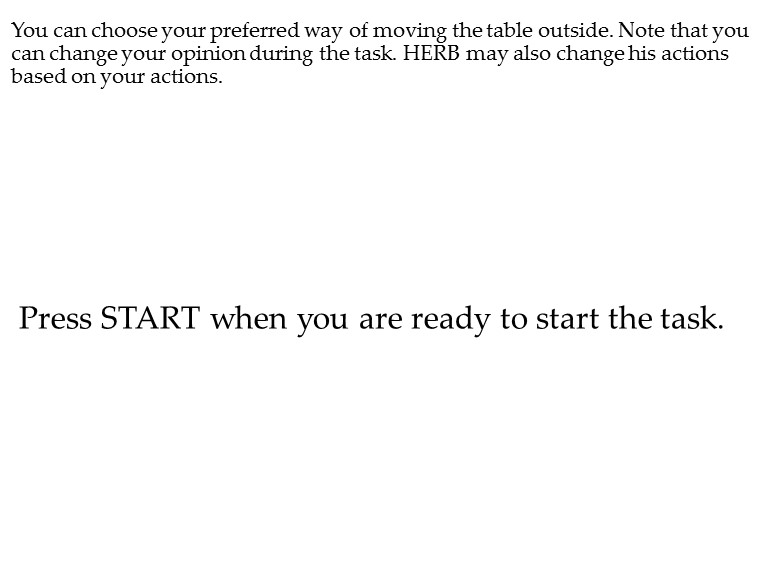 You can choose your preferred way of moving the table outside. Note that you
can change your opinion during the task. HERB may also change his actions
based on your actions.
Press START when you are ready to start the task.